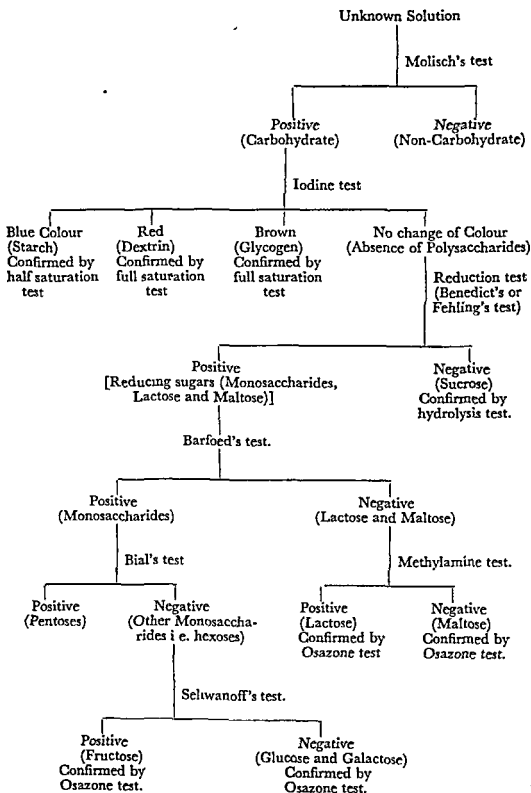 Unknown Solution
Molisch's test
Positive
(Carbohydrate)
Negative
(Non-Carbohydrate)
Iodine test
Blue Colour
(Starch)
Confirmed by
half saturation
test
Red
(Dextrin)
Confirmed by
full saturation
test
Brown
(Glycogen)
Confirmed by
full saturation
test
No change of Colour
(Absence of Polysaccharides)
Reduction test
(Benedict's or
Fehling's test)
Positive
[Reducing sugars (Monosaccharides,
Lactose and Maltose)]
Negative
(Sucrose)
Confirmed by
hydrolysis test.
Barfoed's test.
Positive
(Monosaccharides)
Negative
(Lactose and Maltose)
Bial's test
Methylamine test.
Positive
(Pentoses)
Negative
(Other Monosaccha-
rides i e. hexoses)
Positive
(Lactose)
Confirmed by
Osazone test
Negative
(Maltose)
Confirmed by
Osazone test.
Seliwanoff's test.
Positive
(Fructose)
Confirmed by
Osazone test.
Negative
(Glucose and Galactose)
Confirmed by
Osazone test.